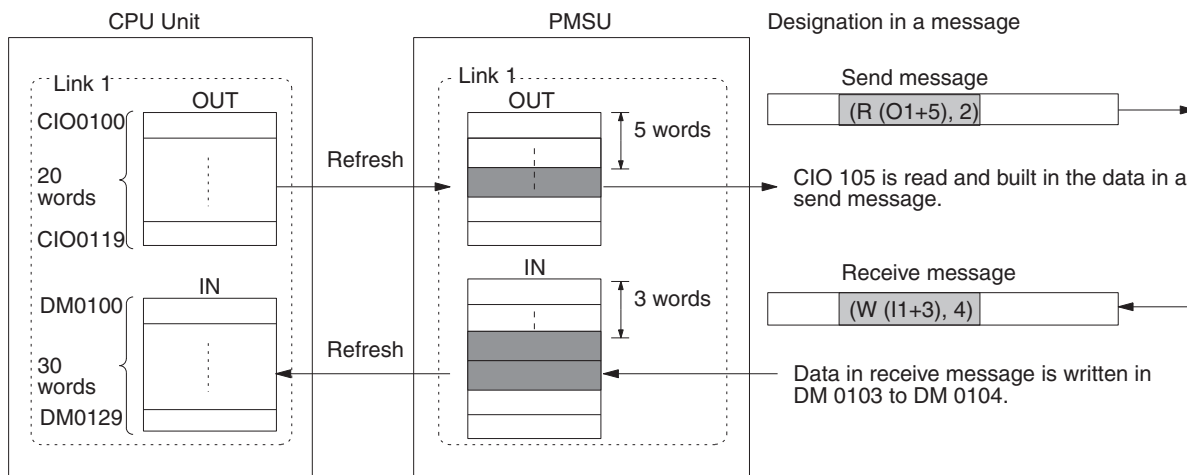 CPU Unit
PMSU
Designation in a message
Link 1
OUT
CIO0100
20
words
CIO0119
IN
DM0100
30
words
DM0129
Refresh
Refresh
Link 1
OUT
5 words
IN
3 words
Send message
(R (O1+5), 2)
CIO 105 is read and built in the data in a
send message.
Receive message
(W (I1+3), 4)
Data in receive message is written in
DM 0103 to DM 0104.